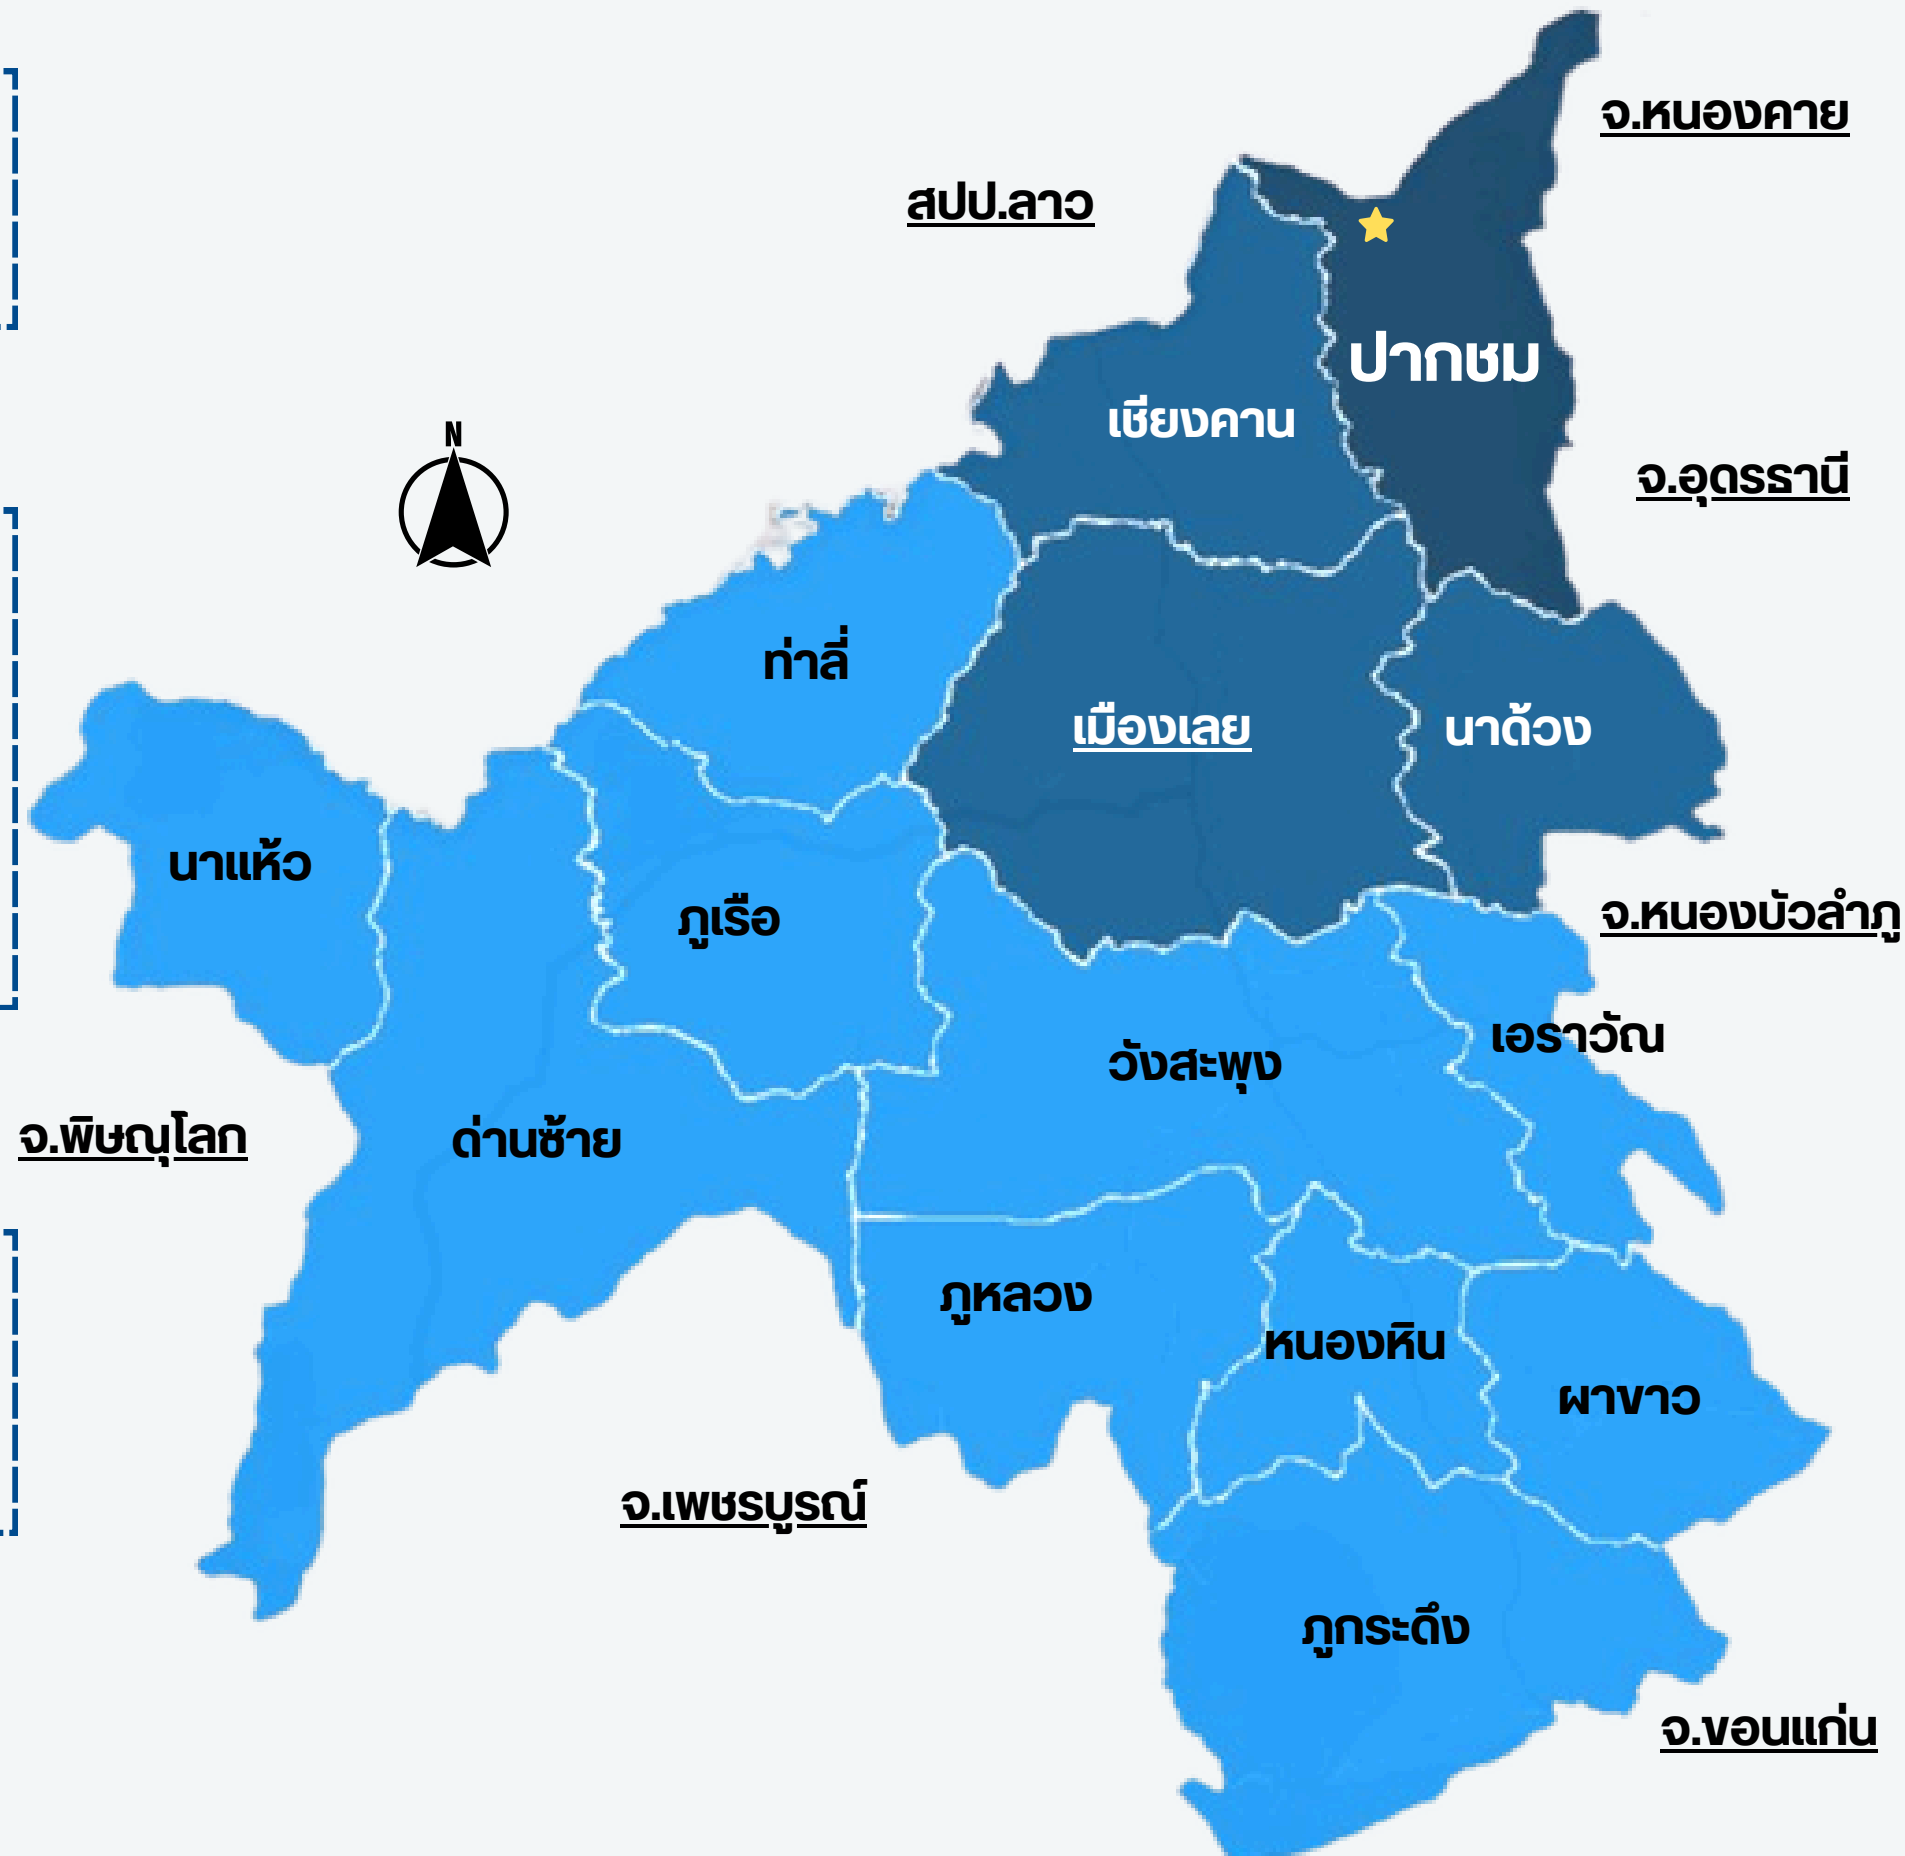 จ.หนองคาย
สปป.ลาว
ปากชม
เชียงคาน
N
จ.อุดรธานี
ท่าลี่
เมืองเลย
นาด้วง
นาแห้ว
ภูเรือ
จ.หนองบัวลำภู
เอราวัณ
วังสะพุง
จ.พิษณุโลก
ด่านซ้าย
ภูหลวง
หนองหิน
ผาขาว
จ.เพชรบูรณ์
ภูกระดึง
จ.ขอนแก่น